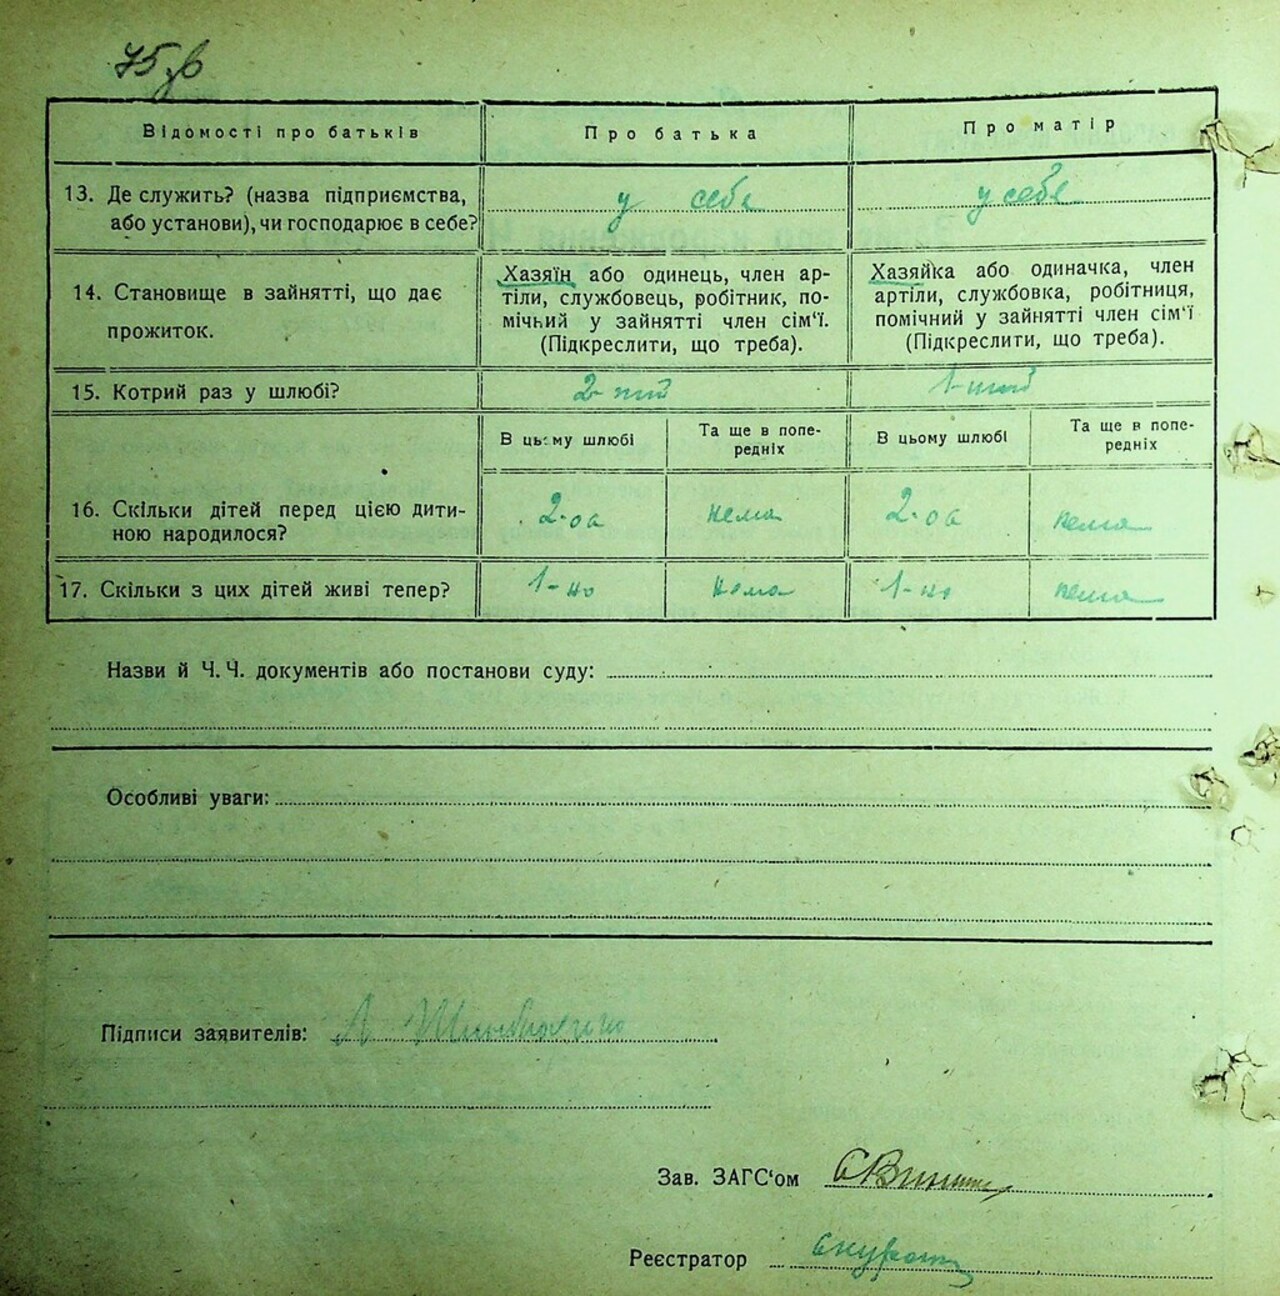 75 зв
Відомості про батьків Про батька Про матір
13. Де служить? (назва підприємства, або установи), чи господарює в себе? у себе у себе
14. Становище в зайнятті, що дає прожиток.
Хазяїн або одинець, член ар-
тіли, службовець, робітник, по-
мічний у зайнятті член сім'ї.
(Підкреслити, що треба).
Хазяйка або одиначка, член
артіли, службовка, робітниця,
помічний у зайнятті член сім'ї
(Підкреслити, що треба).
15. Котрий раз у шлюбі? 2-гий 1-ший
В цьому шлюбі Та ще в попе-
редніх В цьому шлюбі Та ще в попе-
редніх
16. Скільки дітей перед цією дити-
ною народилося? 2-оє нема 2-оє нема
17. Скільки з цих дітей живі тепер? 1-но нема 1-но нема
Назви й Ч.Ч. документів або постанови суду:
Особливі уваги:
Підписи заявителів:
Зав. ЗАГС'ом
Реєстратор